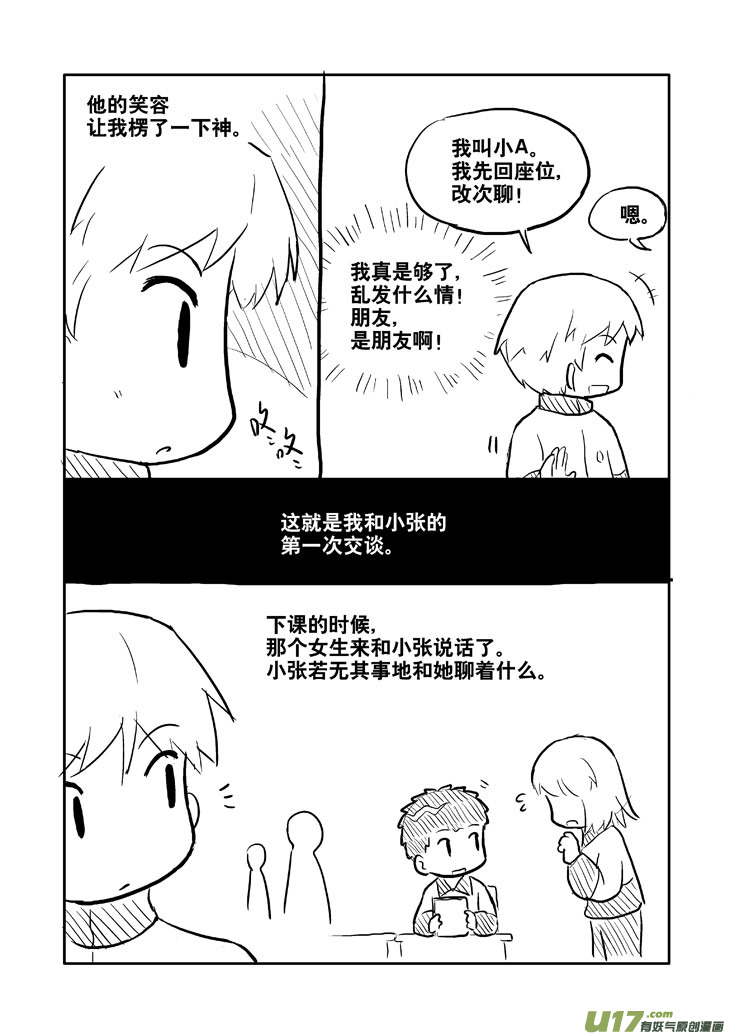 他的笑容
让我楞了一下神。
咚
咚
我叫小A。
我先回座位，
改次聊！
嗯。
我真是够了，
乱发什么情！
朋友，
是朋友啊！
这就是我和小张的
第一次交谈。
下课的时候，
那个女生来和小张说话了。
小张若无其事地和她聊着什么。
U17.com
有妖气原创漫画